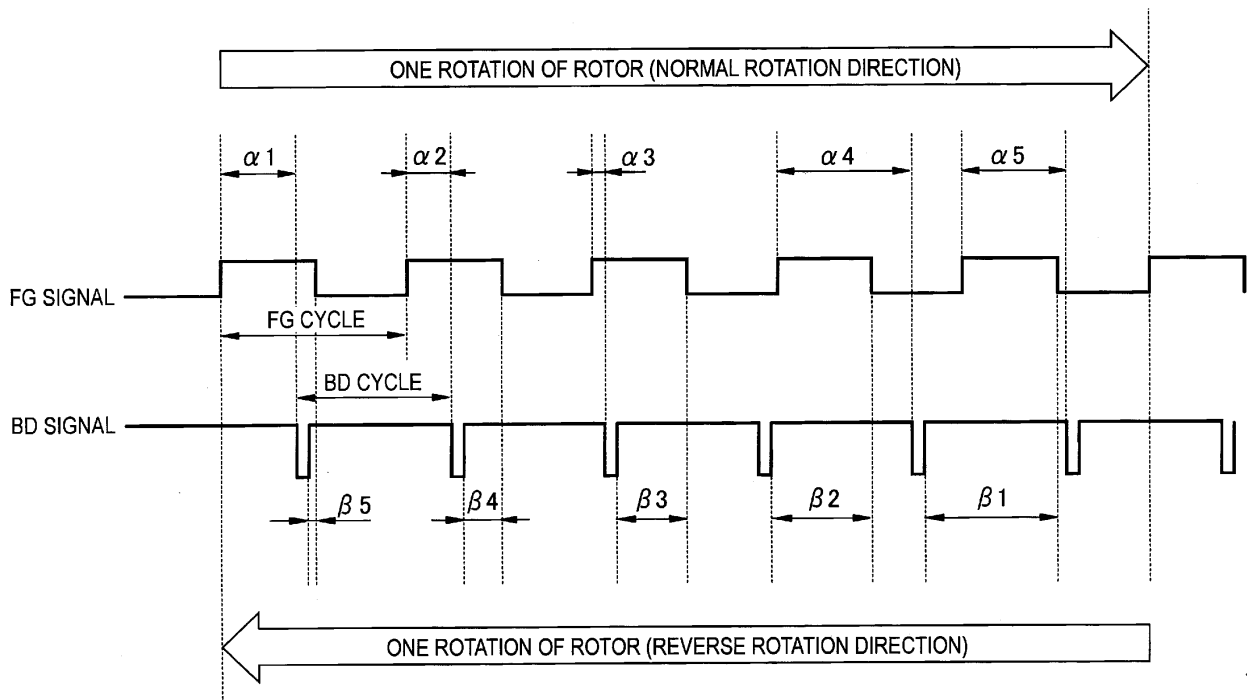 ONE ROTATION OF ROTOR (NORMAL ROTATION DIRECTION)
α1
α2
α3
α4
α5
FG SIGNAL
FG CYCLE
BD CYCLE
BD SIGNAL
β5
β4
β3
β2
β1
ONE ROTATION OF ROTOR (REVERSE ROTATION DIRECTION)